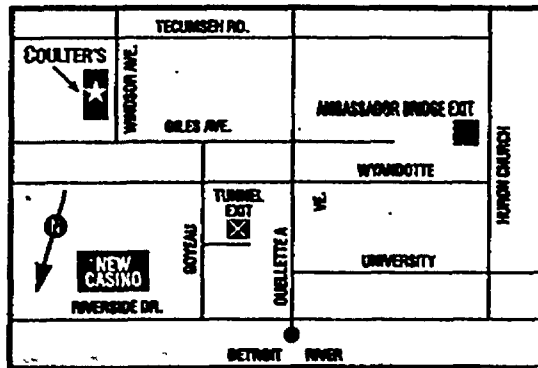 TECUMSEH RD.
COULTER'S
WINDSOR AVE.
GILES AVE.
AMBASSADOR BRIDGE EXIT
HURON CHURCH
WYANDOTTE
TUNNEL
EXIT
GOYEAU
OUELLETTE A
VE.
UNIVERSITY
N
NEW
CASINO
RIVERSIDE DR.
DETROIT RIVER